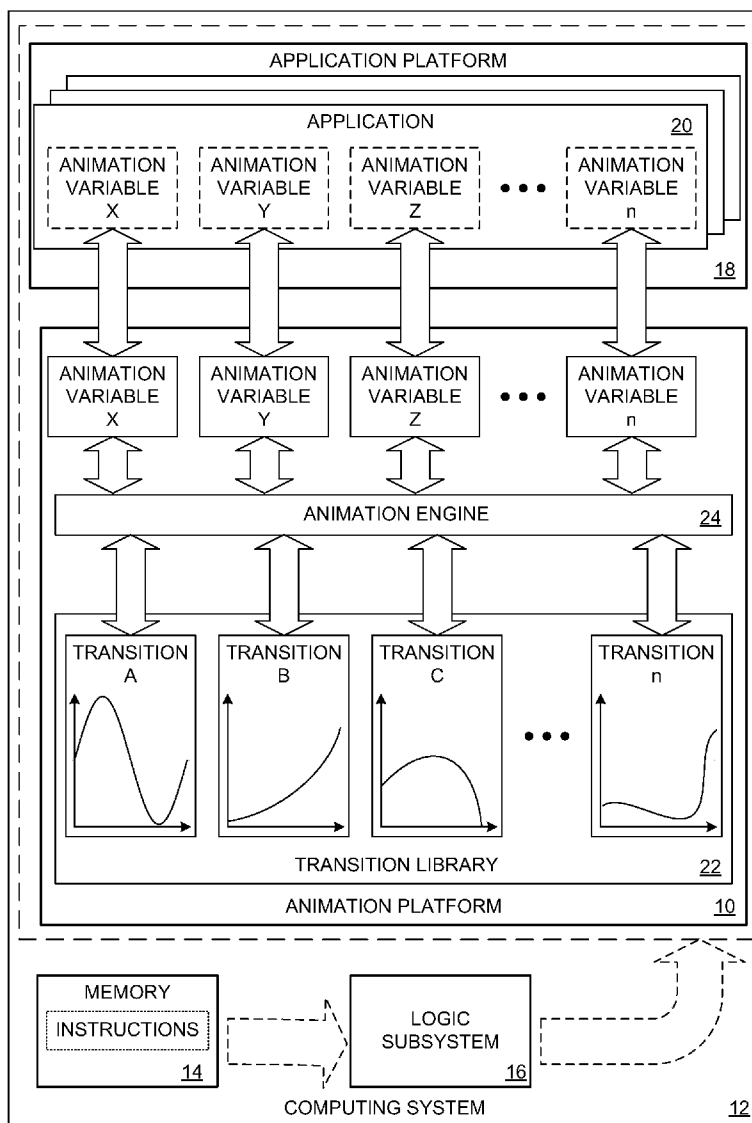 APPLICATION PLATFORM
APPLICATION
20
ANIMATION VARIABLE X
ANIMATION VARIABLE Y
ANIMATION VARIABLE Z
•••
ANIMATION VARIABLE n
18
ANIMATION VARIABLE X
ANIMATION VARIABLE Y
ANIMATION VARIABLE Z
•••
ANIMATION VARIABLE n
ANIMATION ENGINE
24
TRANSITION A
TRANSITION B
TRANSITION C
•••
TRANSITION n
TRANSITION LIBRARY
22
ANIMATION PLATFORM
10
MEMORY
INSTRUCTIONS
14
LOGIC
SUBSYSTEM
16
COMPUTING SYSTEM
12